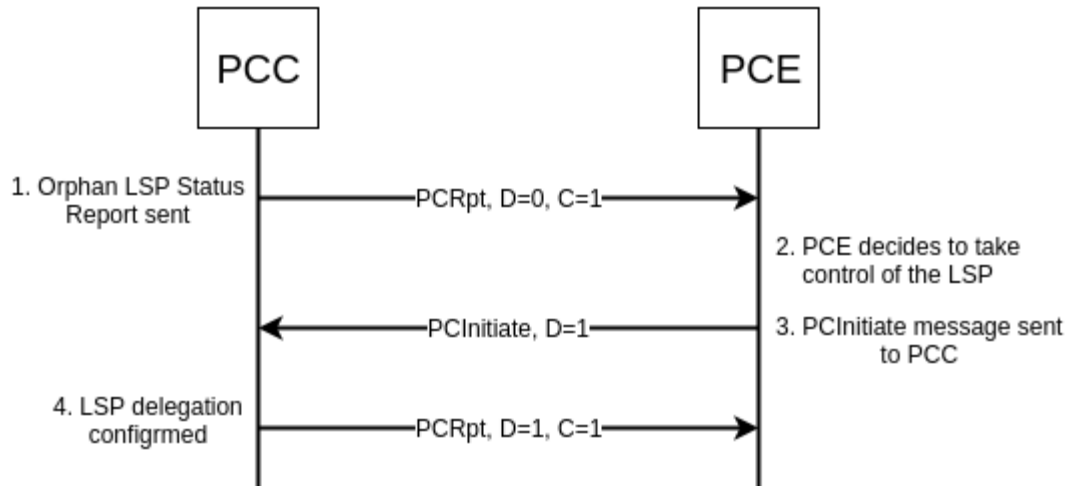 PCC
PCE
1. Orphan LSP Status
Report sent
PCRpt, D=0, C=1
2. PCE decides to take
control of the LSP
PCInitiate, D=1
3. PCInitiate message sent
to PCC
4. LSP delegation
configrmed
PCRpt, D=1, C=1